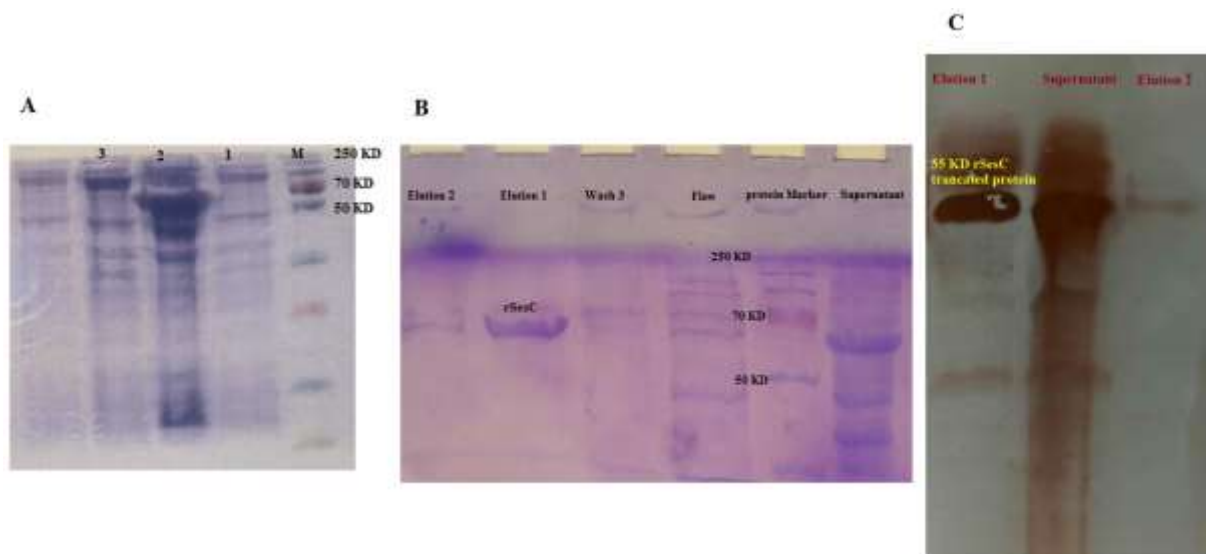 A
3 2 1 M 250 KD
70 KD
50 KD
B
Elution 2 Elution 1 Wash 3 Flow protein Marker Supernatant
250 KD
rSesC
70 KD
50 KD
C
Elution 1 Supernatant Elution 2
55 KD rSesC
truncated protein